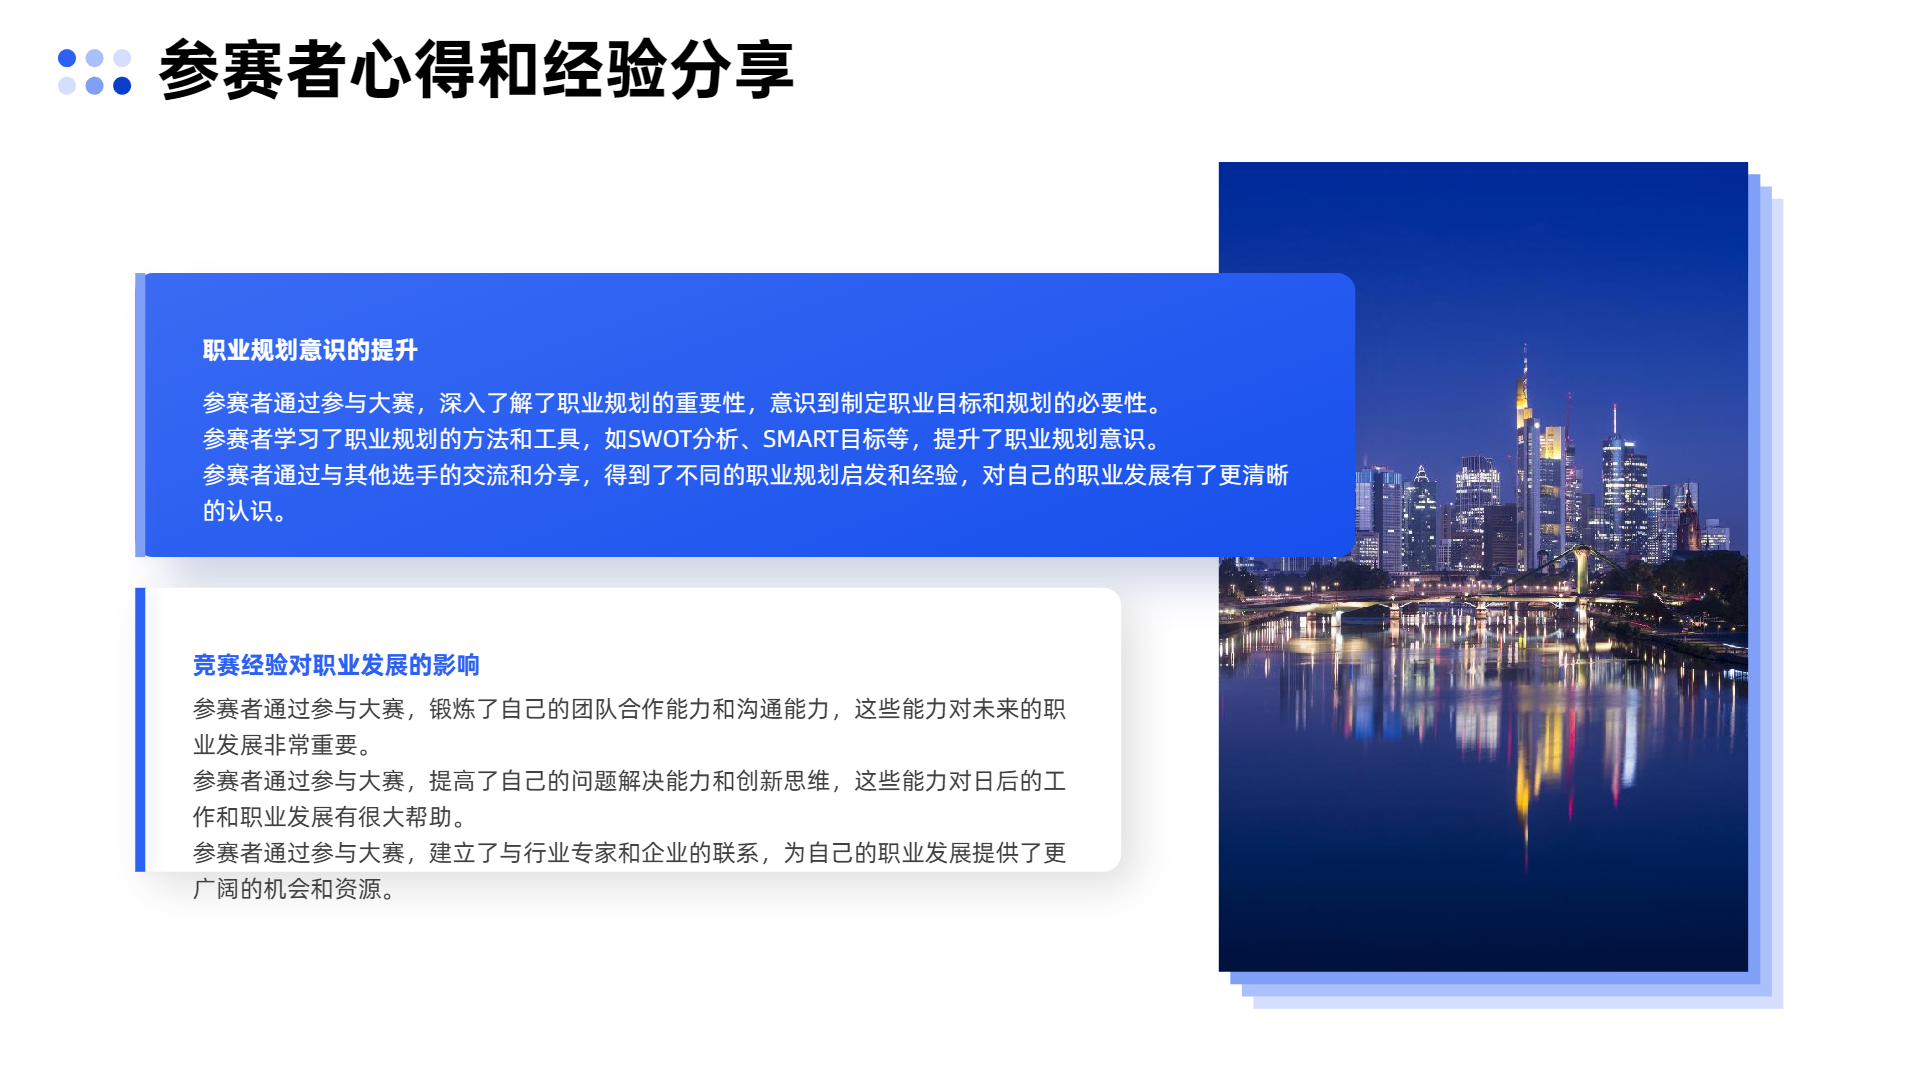 参赛者心得和经验分享
职业规划意识的提升
参赛者通过参与大赛，深入了解了职业规划的重要性，意识到制定职业目标和规划的必要性。
参赛者学习了职业规划的方法和工具，如SWOT分析、SMART目标等，提升了职业规划意识。
参赛者通过与其他选手的交流和分享，得到了不同的职业规划启发和经验，对自己的职业发展有了更清晰
的认识。
竞赛经验对职业发展的影响
参赛者通过参与大赛，锻炼了自己的团队合作能力和沟通能力，这些能力对未来的职
业发展非常重要。
参赛者通过参与大赛，提高了自己的问题解决能力和创新思维，这些能力对日后的工
作和职业发展有很大帮助。
参赛者通过参与大赛，建立了与行业专家和企业的联系，为自己的职业发展提供了更
广阔的机会和资源。